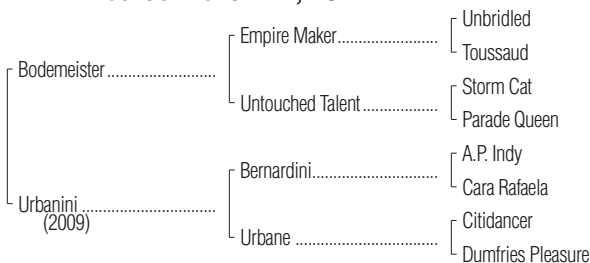 Unbridled
Empire Maker...................
Toussaud
Bodemeister...........................
Storm Cat
Untouched Talent...................
Parade Queen
A.P. Indy
Bernardini...............................
Cara Rafaela
Urbanini.................................
(2009)
Citidancer
Urbane ...................................
Dumfries Pleasure